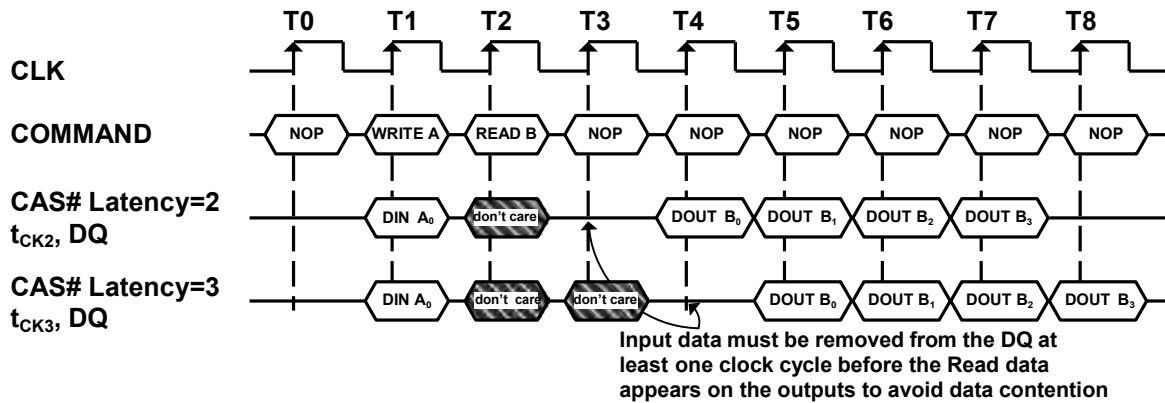 T0 T1 T2 T3 T4 T5 T6 T7 T8
CLK
COMMAND NOP WRITE A READ B NOP NOP NOP NOP NOP NOP
CAS# Latency=2
tCK2, DQ DIN A0 don't care DOUT B0 DOUT B1 DOUT B2 DOUT B3
CAS# Latency=3
tCK3, DQ DIN A0 don't care don't care DOUT B0 DOUT B1 DOUT B2 DOUT B3
Input data must be removed from the DQ at
least one clock cycle before the Read data
appears on the outputs to avoid data contention